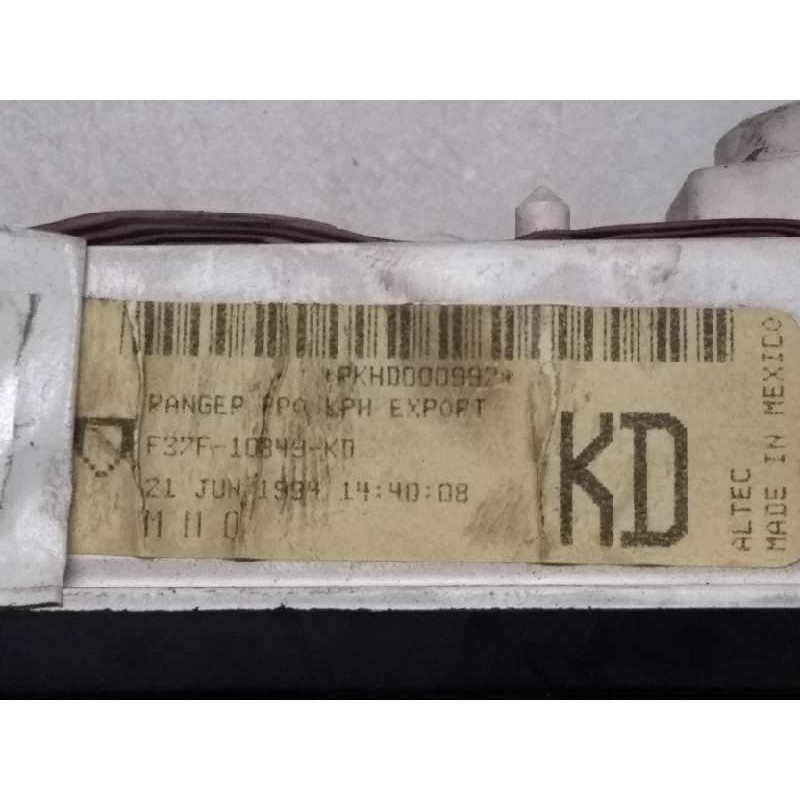 *PKHD000992*
RANGER PPO KPH EXPORT
F37F-10849-KD
21 JUN 1994 14:40:08
KD
ALTEC
MADE IN MEXICO